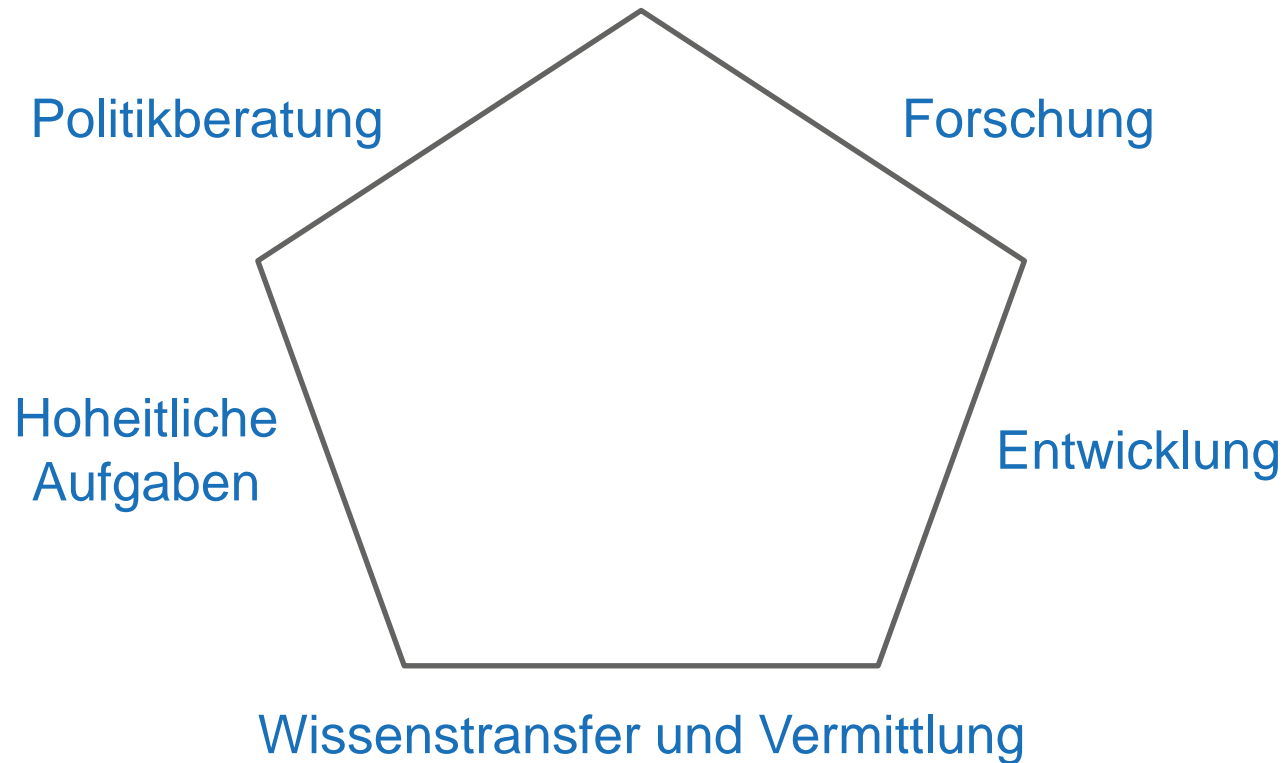 Politikberatung
Forschung
Hoheitliche
Aufgaben
Entwicklung
Wissenstransfer und Vermittlung